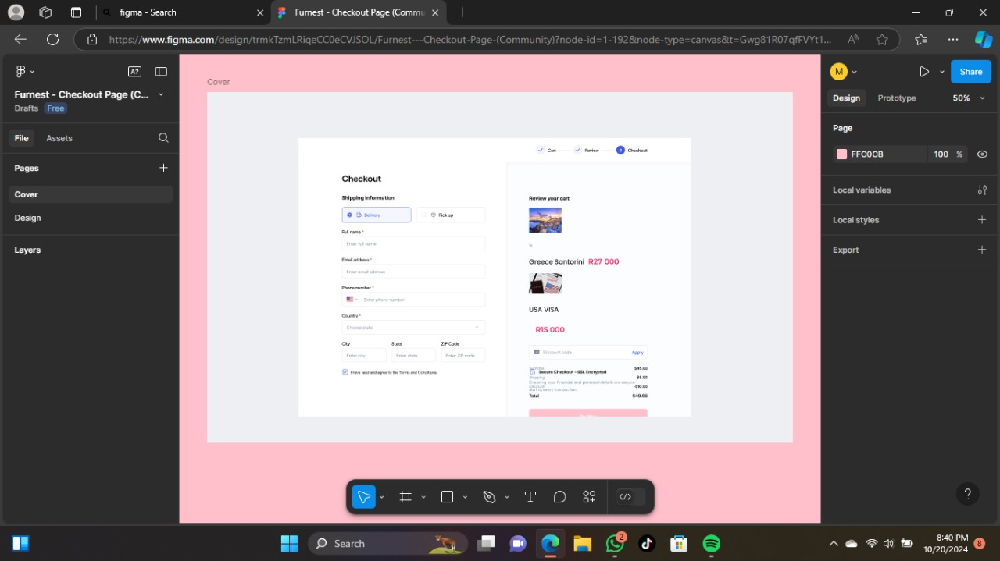 figma - Search
Furnest - Checkout Page (Commu
https://www.figma.com/design/trmkTzmLRiqeCC0eCVJSOL/Furnest---Checkout-Page-(Community)?node-id=1-192&node-type=canvas&t=Gwg81R07qfFVYt1...
A?
Furnest - Checkout Page (C...
Drafts Free
File Assets
Pages
Cover
Layers
Cover
Cart Review 3 Checkout
Checkout
Shipping Information
Delivery Pick up
Full name *
Enter full name
Email address *
Enter email address
Phone number *
Enter phone number
Country *
Choose state
City State ZIP Code
Enter city Enter state Enter ZIP code
I have read and agree to the Terms and Conditions.
Review your cart
1x
Greece Santorini R27 000
USA VISA
R15 000
Discount code Apply
Subtotal $45.00
Secure Checkout - SSL Encrypted
Shipping $5.00
Ensuring your financial and personal details are secure
Discount -$10.00
during every transaction.
Total $40.00
M
Share
Design Prototype 50%
Page
FFC0CB 100 %
Local variables
Local styles
Export
?
Search
2
8:40 PM
10/20/2024
8